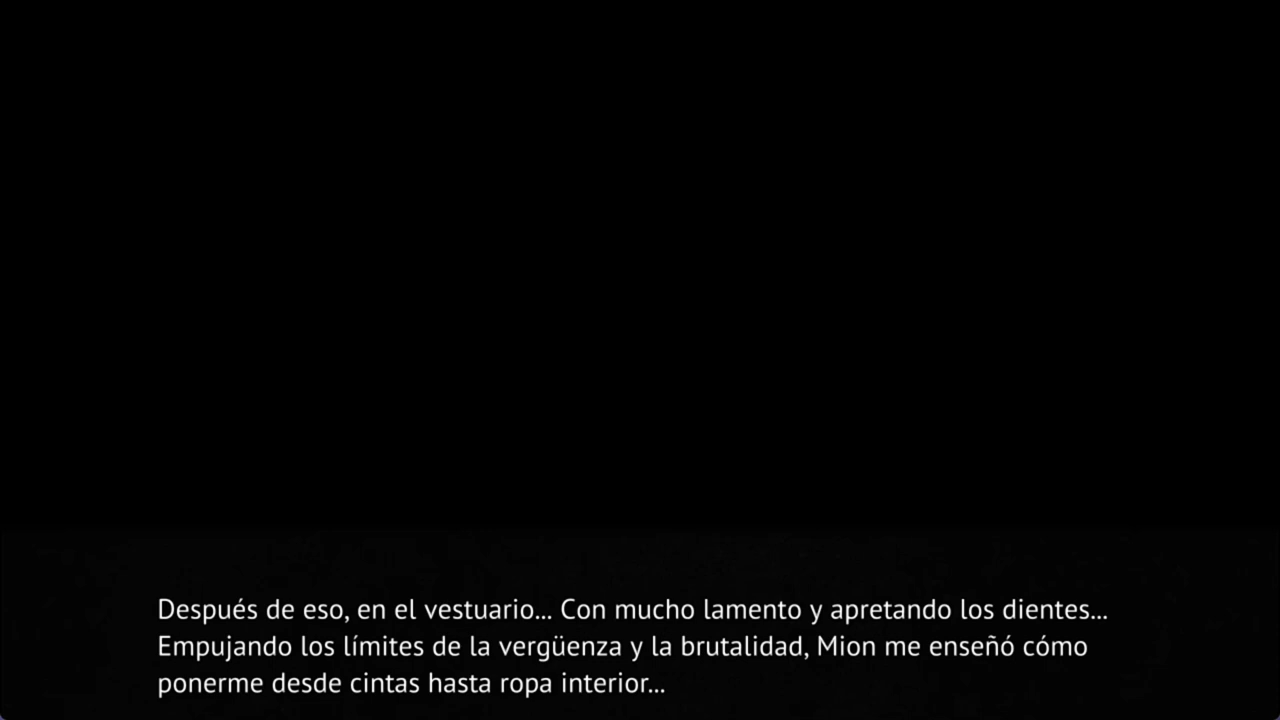 Después de eso, en el vestuario... Con mucho lamento y apretando los dientes...
Empujando los límites de la vergüenza y la brutalidad, Mion me enseñó cómo
ponerme desde cintas hasta ropa interior...